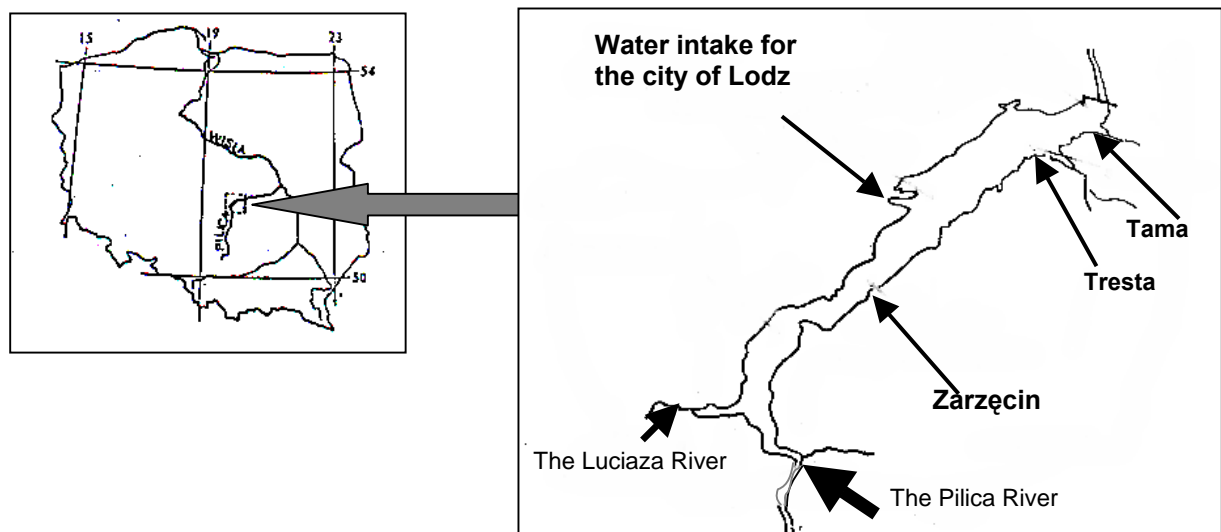 15
19
23
54
WISŁA
PILICA
50
Water intake for
the city of Lodz
Tama
Tresta
Zarzęcin
The Luciaza River
The Pilica River